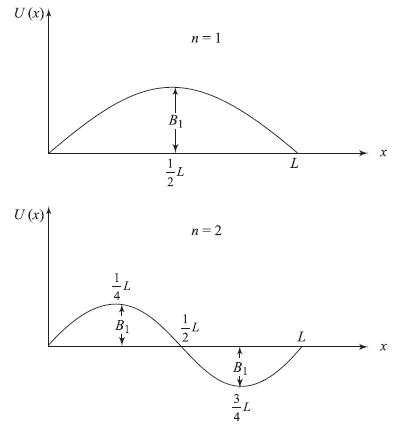 U (x)
n = 1
B₁
1/2 L
L
x
U (x)
n = 2
1/4 L
B₁
1/2 L
L
x
B₁
3/4 L